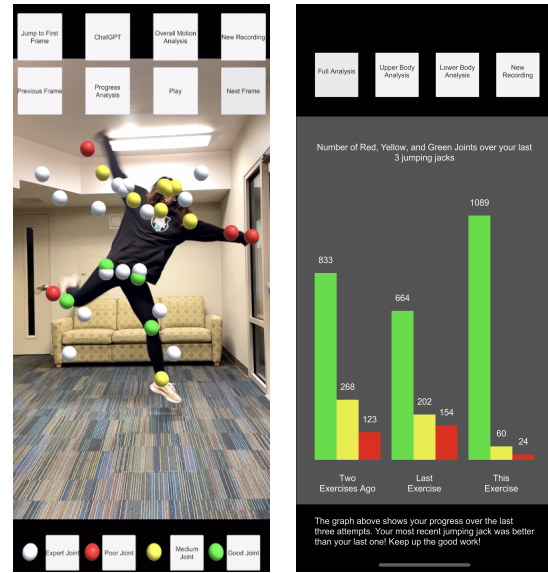 Jump to First
Frame
ChatGPT
Overall Motion
Analysis
New Recording
Previous Frame
Progress
Analysis
Play
Next Frame
Expert Joint
Poor Joint
Medium
Joint
Good Joint
Full Analysis
Upper Body
Analysis
Lower Body
Analysis
New
Recording
Number of Red, Yellow, and Green Joints over your last
3 jumping jacks
833
268
123
664
202
154
1089
60
24
Two
Exercises Ago
Last
Exercise
This
Exercise
The graph above shows your progress over the last
three attempts. Your most recent jumping jack was better
than your last one! Keep up the good work!